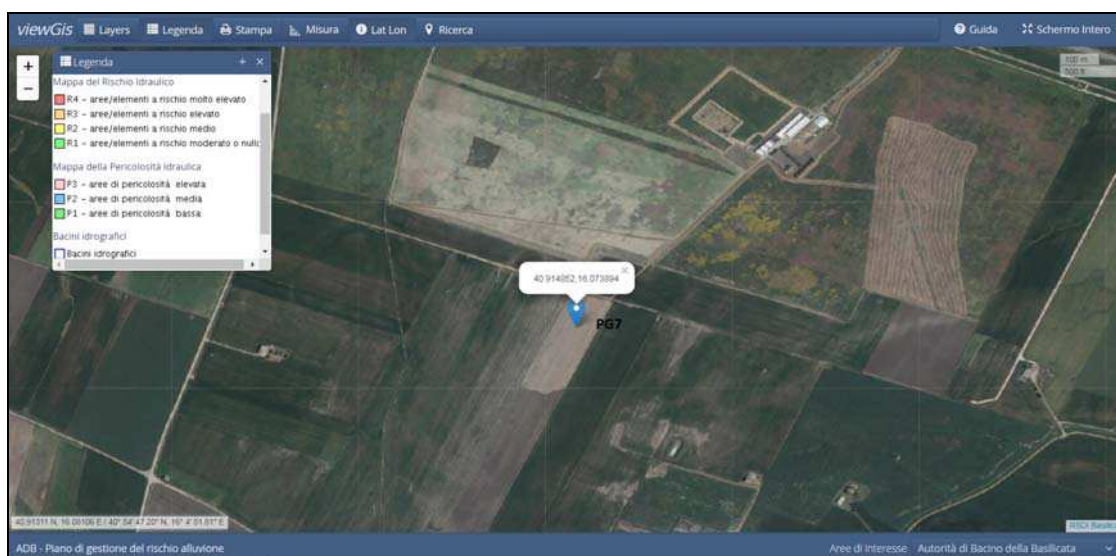 viewGis Layers Legenda Stampa Misura Lat Lon Ricerca Guida Schermo Intero
+
−
Legenda + ×
Mappa del Rischio Idraulico
R4 – aree/elementi a rischio molto elevato
R3 – aree/elementi a rischio elevato
R2 – aree/elementi a rischio medio
R1 – aree/elementi a rischio moderato o nullo
Mappa della Pericolosità idraulica
P3 – aree di pericolosità elevata
P2 – aree di pericolosità media
P1 – aree di pericolosità bassa
Bacini idrografici
Bacini idrografici
100 m
500 ft
40.914852,16.073894
PG7
ADB - Piano di gestione del rischio alluvione
Aree di Interesse Autorità di Bacino della Basilicata